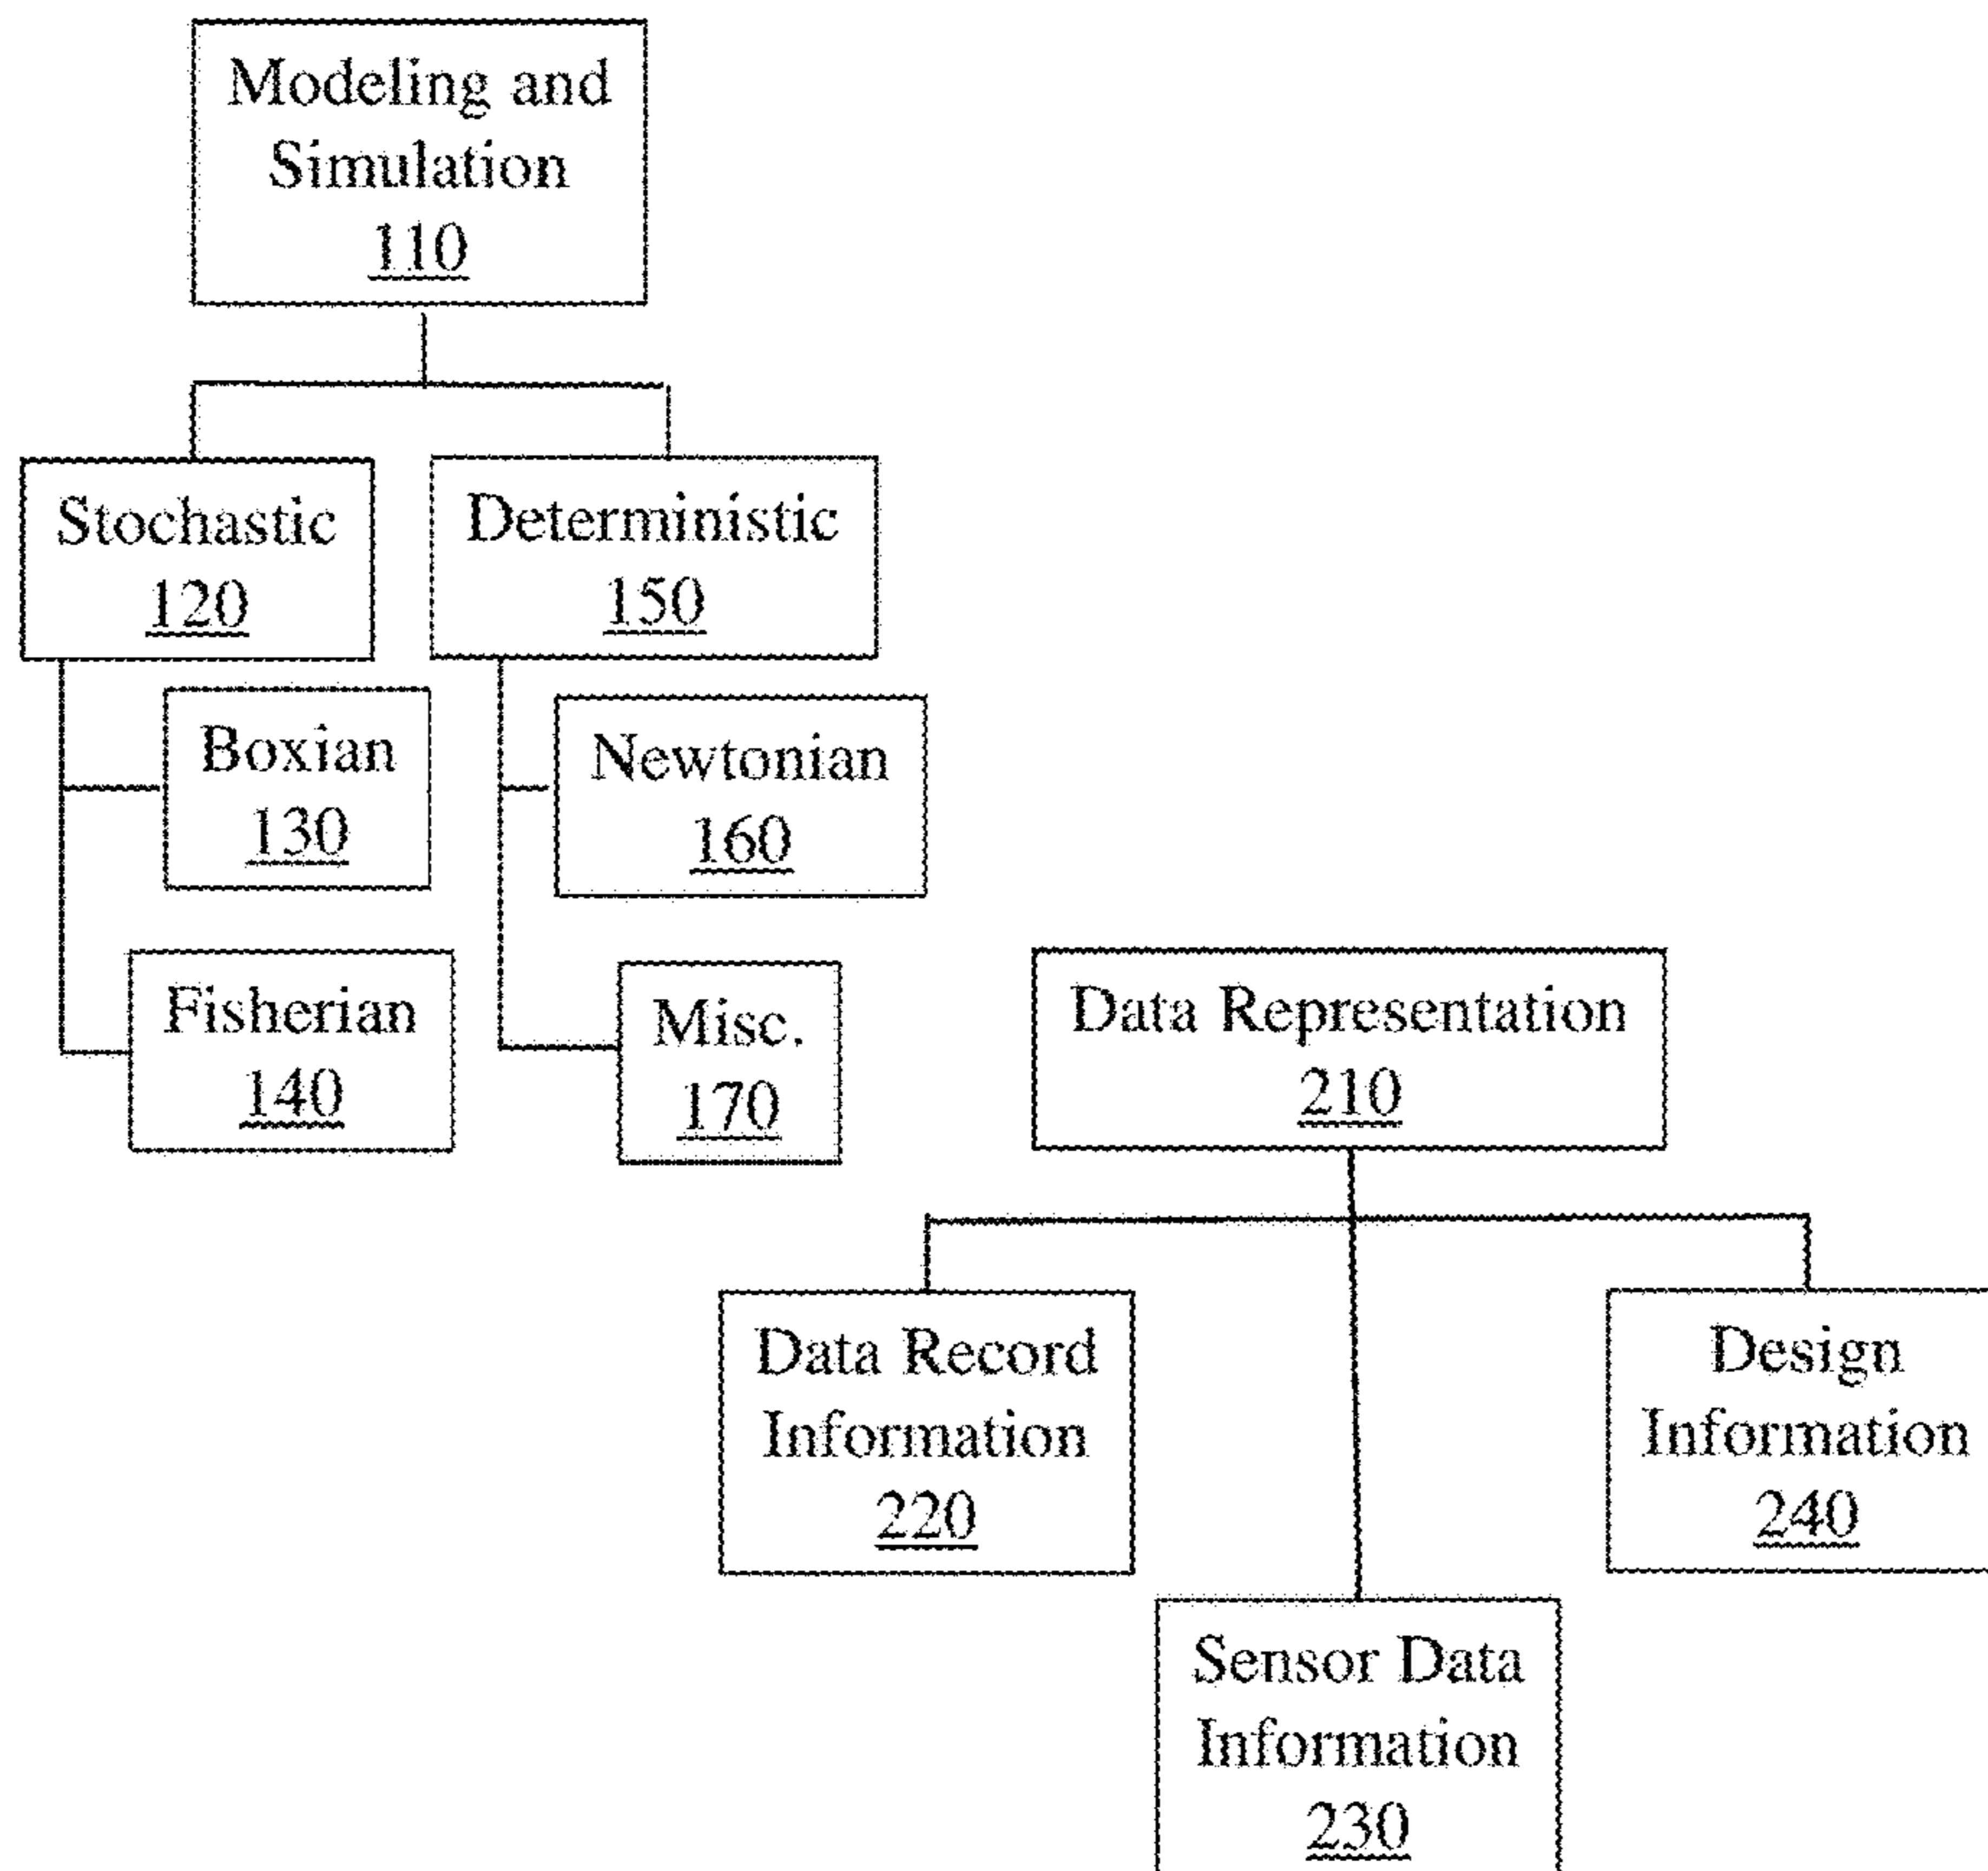 Modeling and
Simulation
110
Stochastic
120
Deterministic
150
Boxian
130
Newtonian
160
Fisherian
140
Misc.
170
Data Representation
210
Data Record
Information
220
Design
Information
240
Sensor Data
Information
230